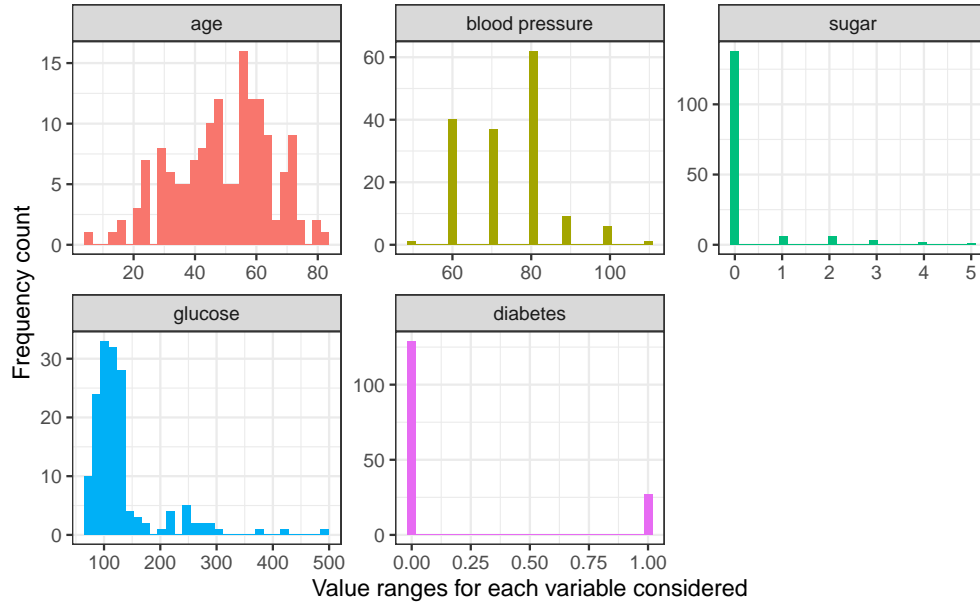 age
blood pressure
sugar
15
10
5
0
20 40 60 80
60
40
20
0
60 80 100
100
50
0
0 1 2 3 4 5
Frequency count
glucose
diabetes
30
20
10
0
100 200 300 400 500
100
50
0
0.00 0.25 0.50 0.75 1.00
Value ranges for each variable considered